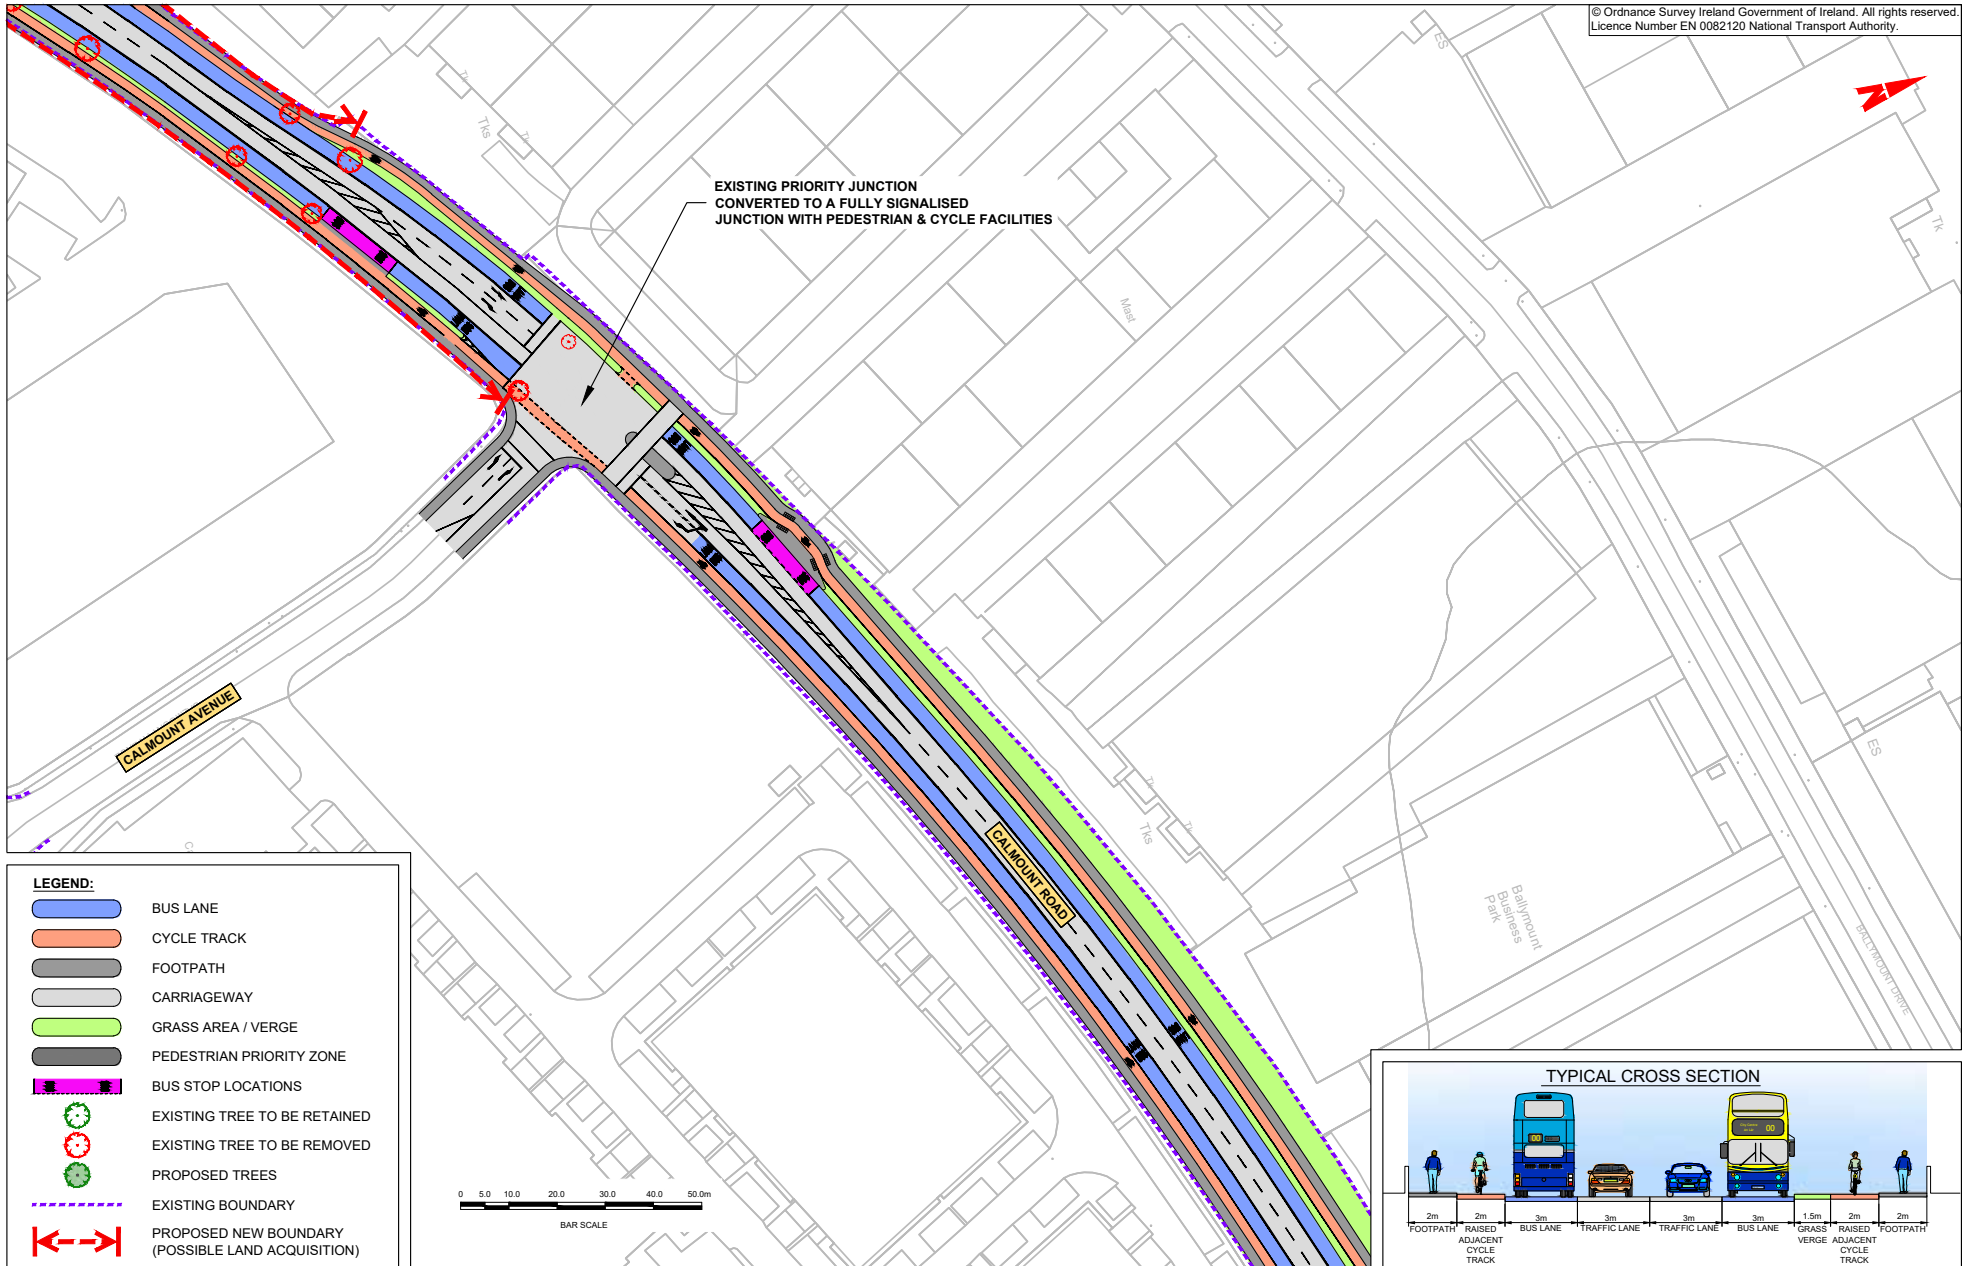 © Ordnance Survey Ireland Government of Ireland. All rights reserved.
Licence Number EN 0082120 National Transport Authority.
N
ES
Tks
EXISTING PRIORITY JUNCTION
CONVERTED TO A FULLY SIGNALISED
JUNCTION WITH PEDESTRIAN & CYCLE FACILITIES
Tk
Mast
CALMOUNT AVENUE
CALMOUNT ROAD
ES
Tks
Ballymount
Business
Park
BALLYMOUNT DRIVE
LEGEND:
BUS LANE
CYCLE TRACK
FOOTPATH
CARRIAGEWAY
GRASS AREA / VERGE
PEDESTRIAN PRIORITY ZONE
BUS STOP LOCATIONS
EXISTING TREE TO BE RETAINED
EXISTING TREE TO BE REMOVED
PROPOSED TREES
EXISTING BOUNDARY
PROPOSED NEW BOUNDARY
(POSSIBLE LAND ACQUISITION)
0 5.0 10.0 20.0 30.0 40.0 50.0m
BAR SCALE
TYPICAL CROSS SECTION
00
00
2m 2m 3m 3m 3m 3m 1.5m 2m 2m
FOOTPATH RAISED BUS LANE TRAFFIC LANE TRAFFIC LANE BUS LANE GRASS RAISED FOOTPATH
ADJACENT VERGE ADJACENT
CYCLE CYCLE
TRACK TRACK